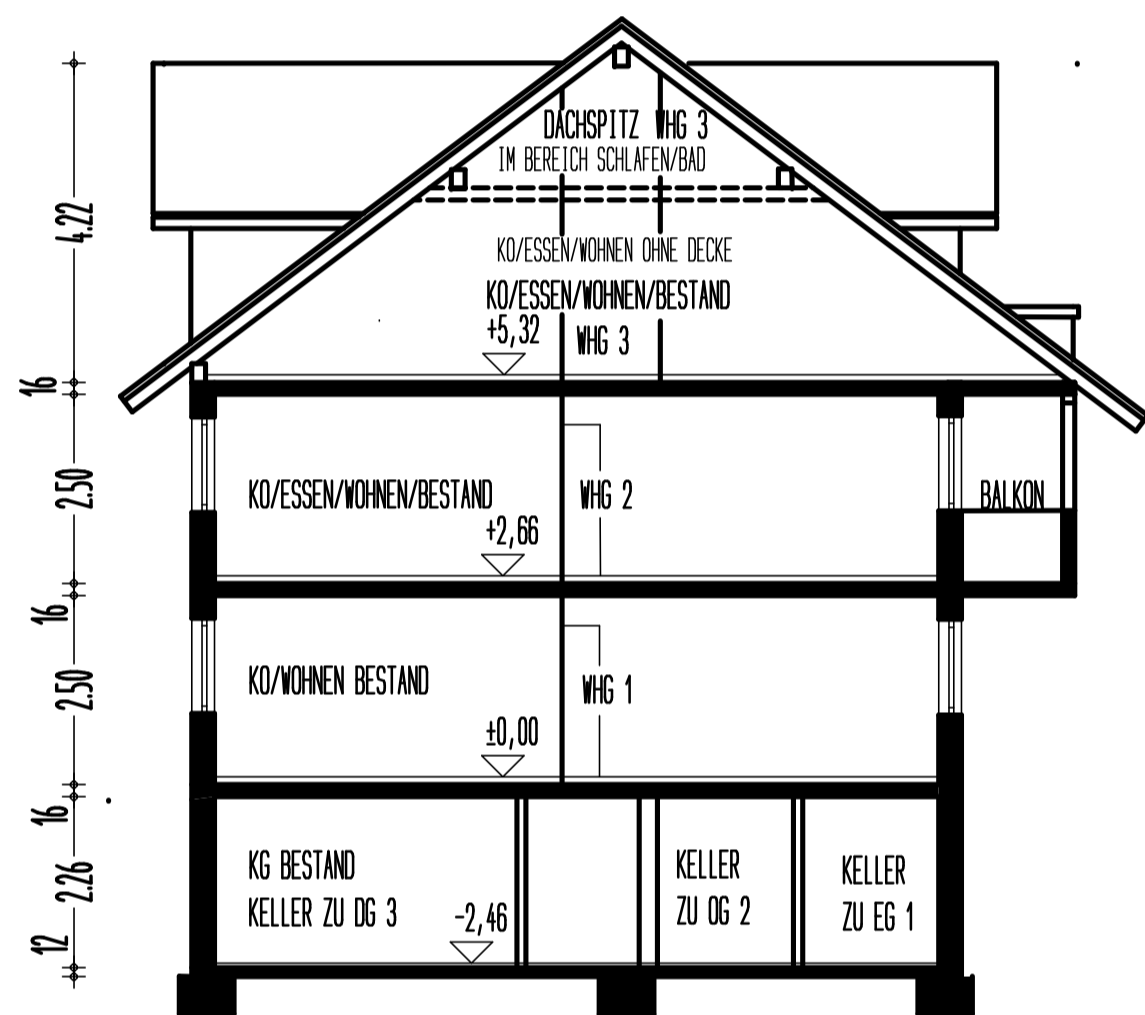 DACHSPITZ WHG 3
IM BEREICH SCHLAFEN/BAD
KO/ESSEN/WOHNEN OHNE DECKE
KO/ESSEN/WOHNEN/BESTAND
+5,32
WHG 3
KO/ESSEN/WOHNEN/BESTAND
WHG 2
BALKON
+2,66
KO/WOHNEN BESTAND
WHG 1
±0,00
KG BESTAND
KELLER ZU DG 3
-2,46
KELLER
ZU OG 2
KELLER
ZU EG 1
4.22
16
2.50
16
2.50
16
2.26
12